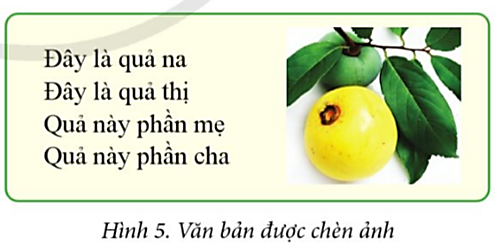 Đây là quả na
Đây là quả thị
Quả này phần mẹ
Quả này phần cha
Hình 5. Văn bản được chèn ảnh